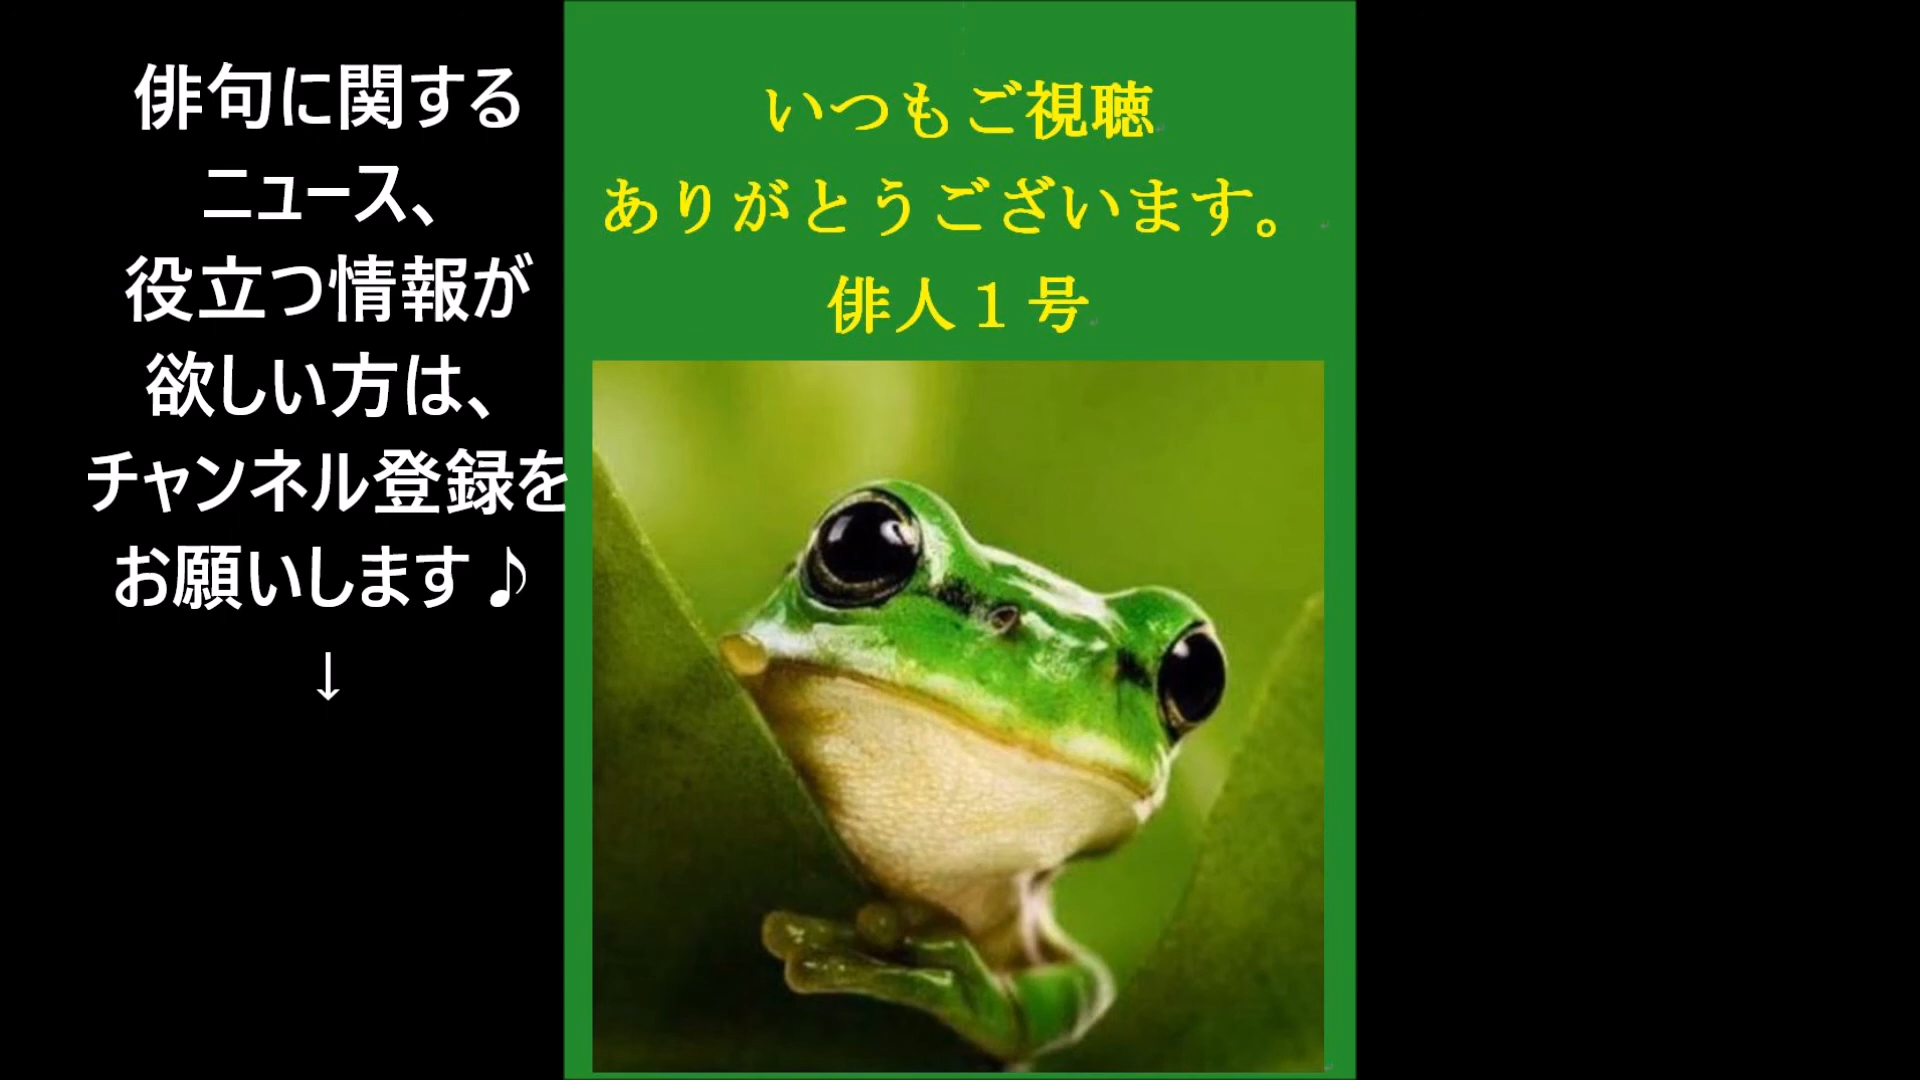 俳句に関する
ニュース、
役立つ情報が
欲しい方は、
チャンネル登録を
お願いします♪
↓
いつもご視聴
ありがとうございます。
俳人１号